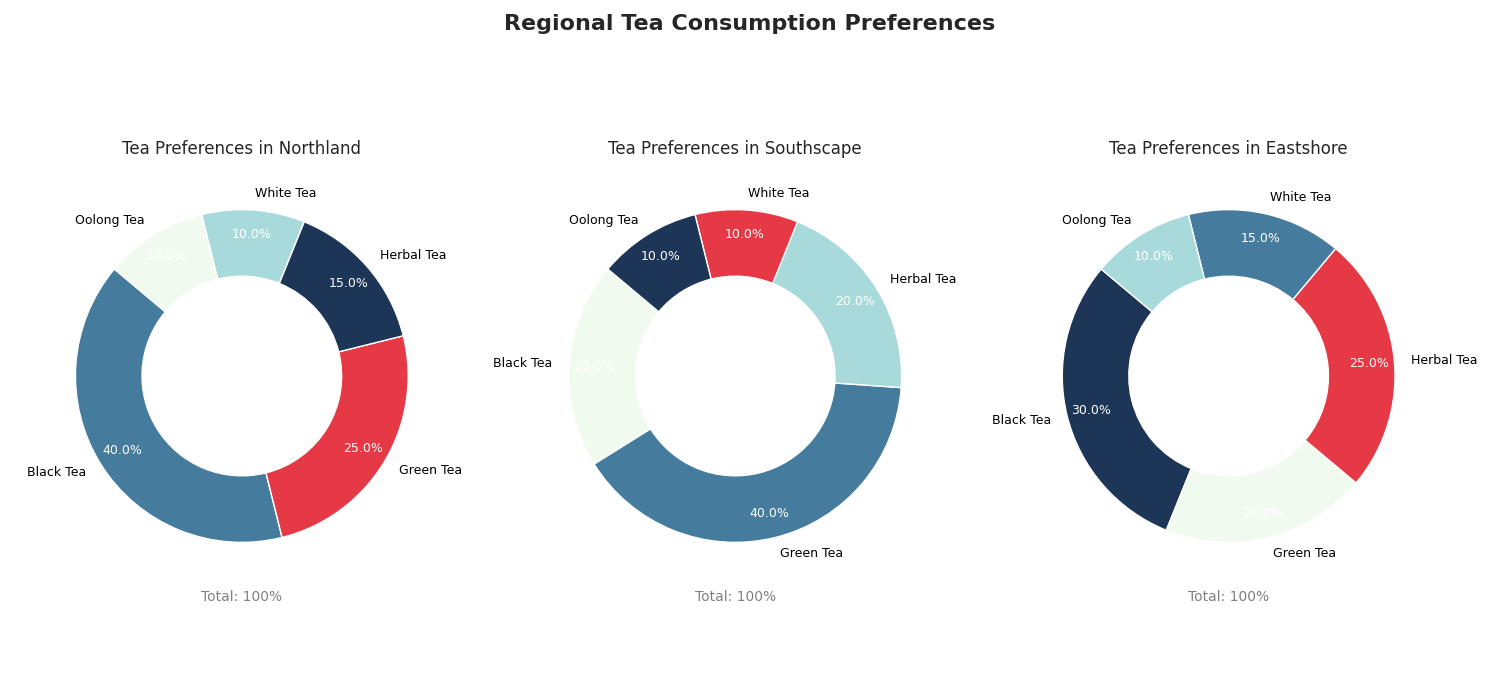 Regional Tea Consumption Preferences
Tea Preferences in Northland
White Tea
Oolong Tea
10.0%
10.0%
Herbal Tea
15.0%
40.0%
25.0%
Black Tea
Green Tea
Total: 100%
Tea Preferences in Southscape
White Tea
Oolong Tea
10.0%
10.0%
Herbal Tea
20.0%
Black Tea
20.0%
40.0%
Green Tea
Total: 100%
Tea Preferences in Eastshore
White Tea
Oolong Tea
15.0%
10.0%
Herbal Tea
25.0%
30.0%
Black Tea
20.0%
Green Tea
Total: 100%